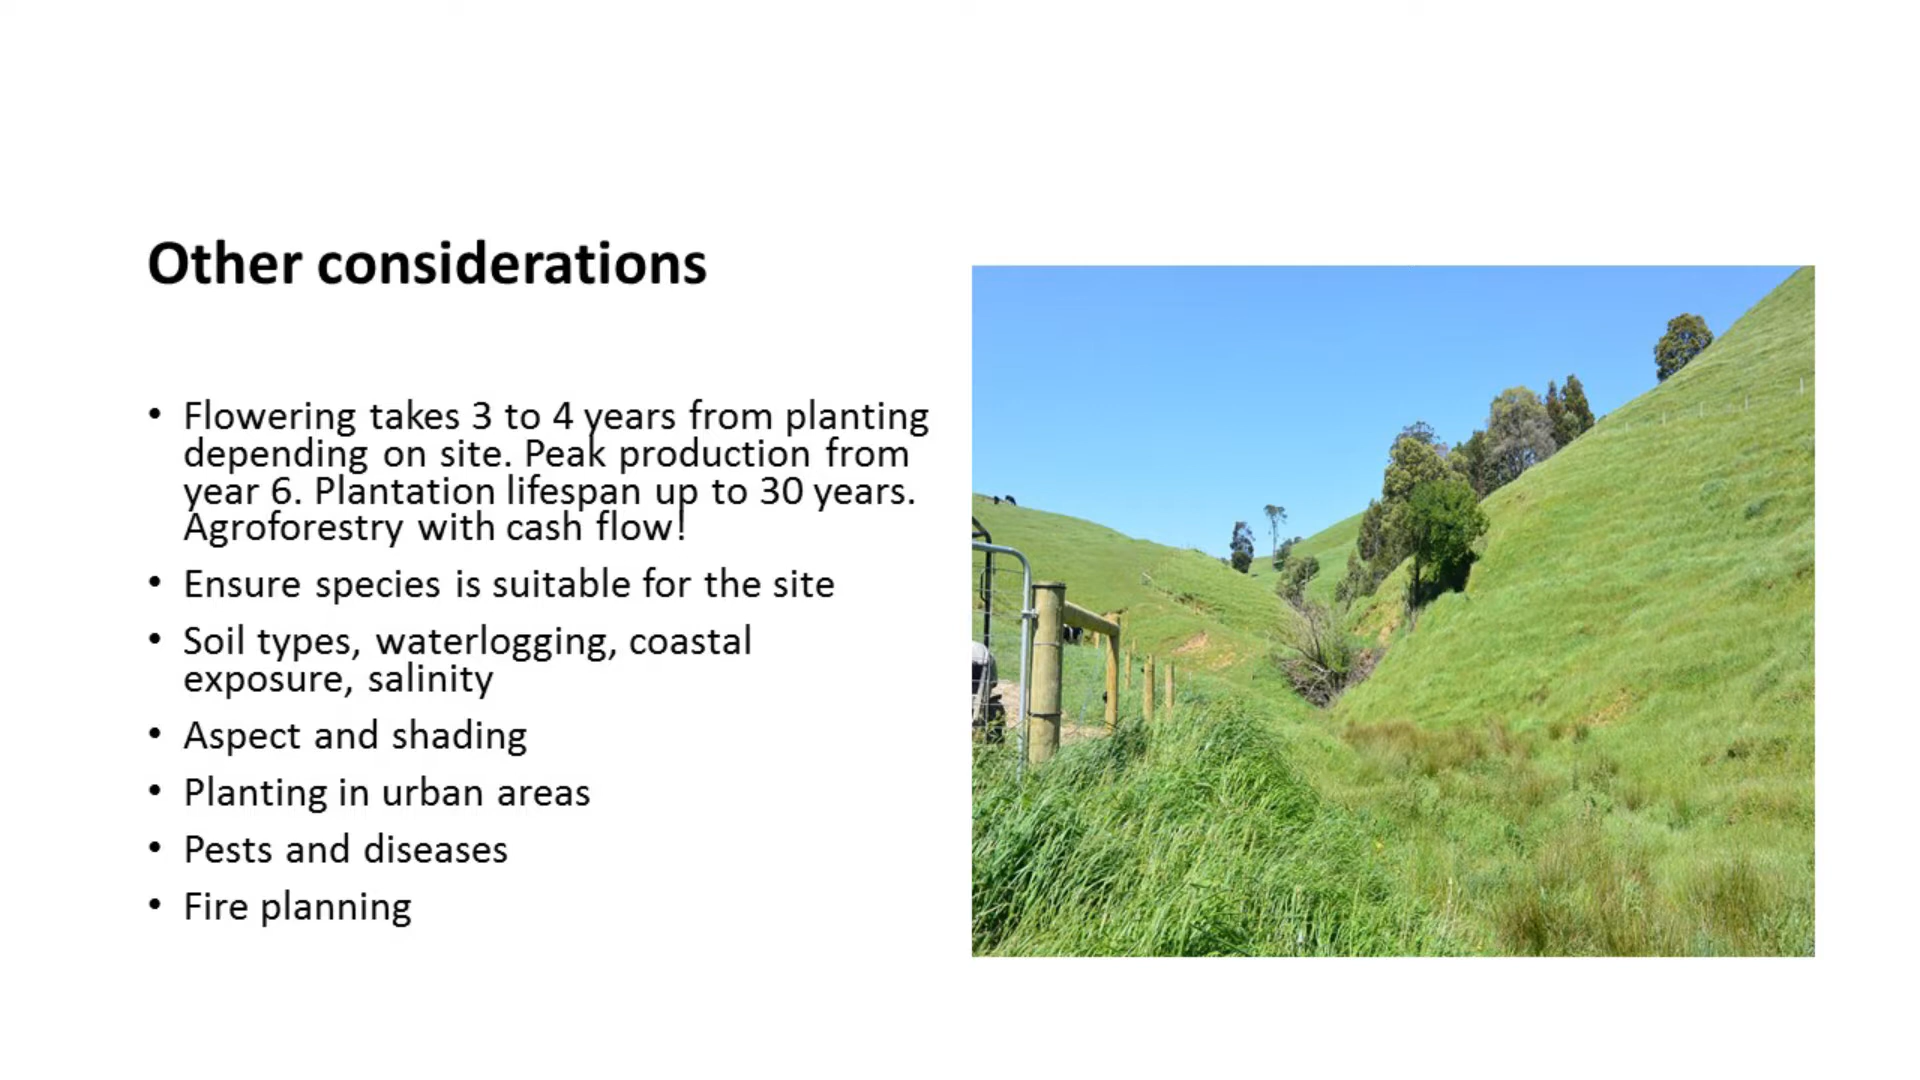 Other considerations
• Flowering takes 3 to 4 years from planting
depending on site. Peak production from
year 6. Plantation lifespan up to 30 years.
Agroforestry with cash flow!
• Ensure species is suitable for the site
• Soil types, waterlogging, coastal
exposure, salinity
• Aspect and shading
• Planting in urban areas
• Pests and diseases
• Fire planning